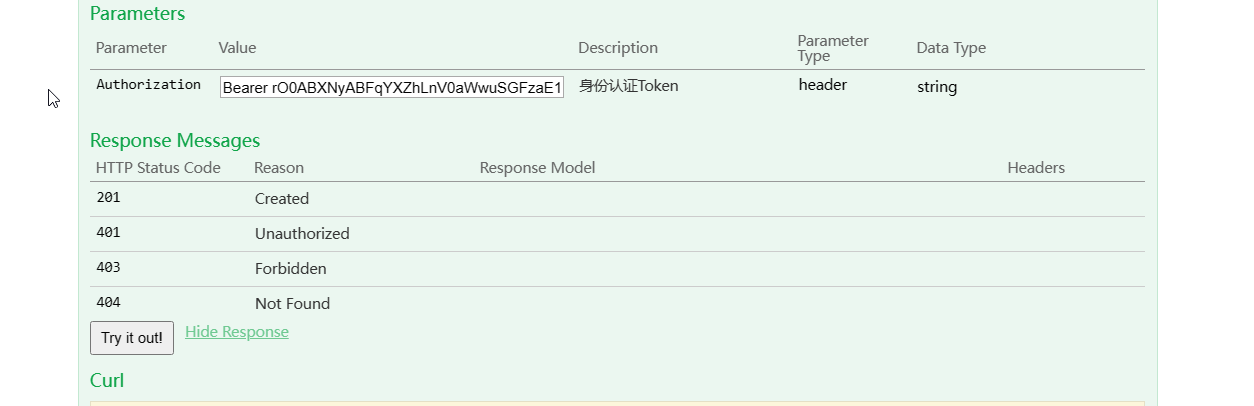 Parameters
Parameter Value Description Parameter Type Data Type
Authorization Bearer rO0ABXNyABFqYXZhLnV0aWwuSGFzaE1 身份认证Token header string
Response Messages
HTTP Status Code Reason Response Model Headers
201 Created
401 Unauthorized
403 Forbidden
404 Not Found
Try it out! Hide Response
Curl